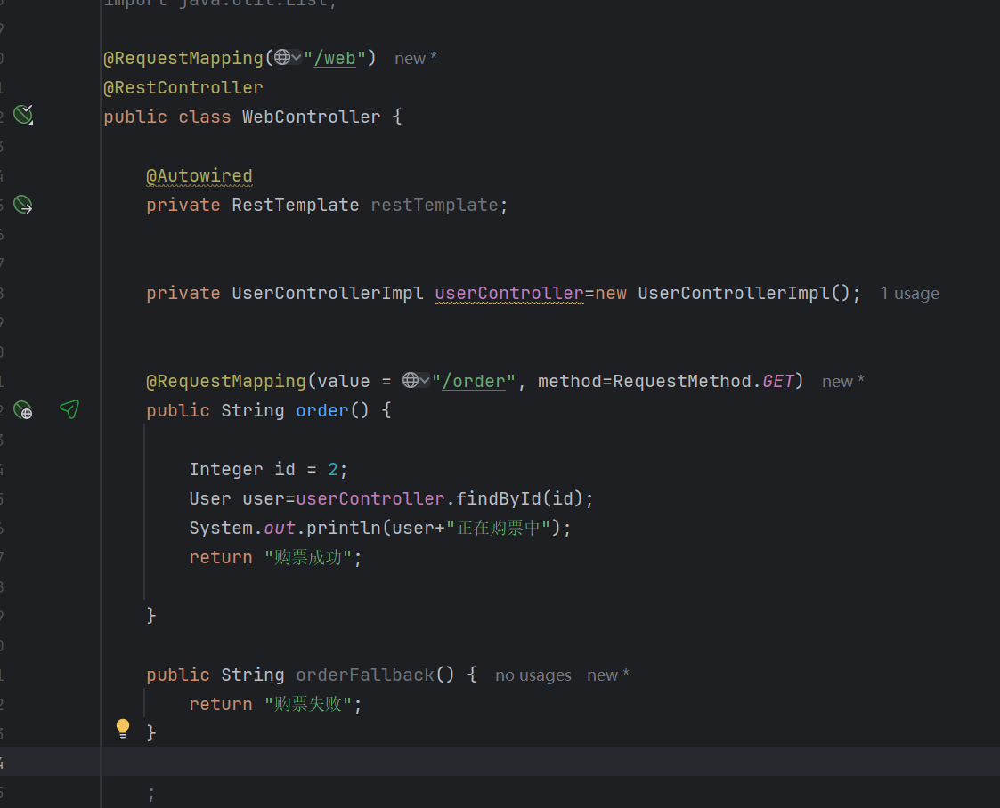 import java.util.List;
@RequestMapping("/web") new *
@RestController
public class WebController {
@Autowired
private RestTemplate restTemplate;
private UserControllerImpl userController=new UserControllerImpl(); 1 usage
@RequestMapping(value = "/order", method=RequestMethod.GET) new *
public String order() {
Integer id = 2;
User user=userController.findById(id);
System.out.println(user+"正在购票中");
return "购票成功";
}
public String orderFallback() { no usages new *
return "购票失败";
}
;